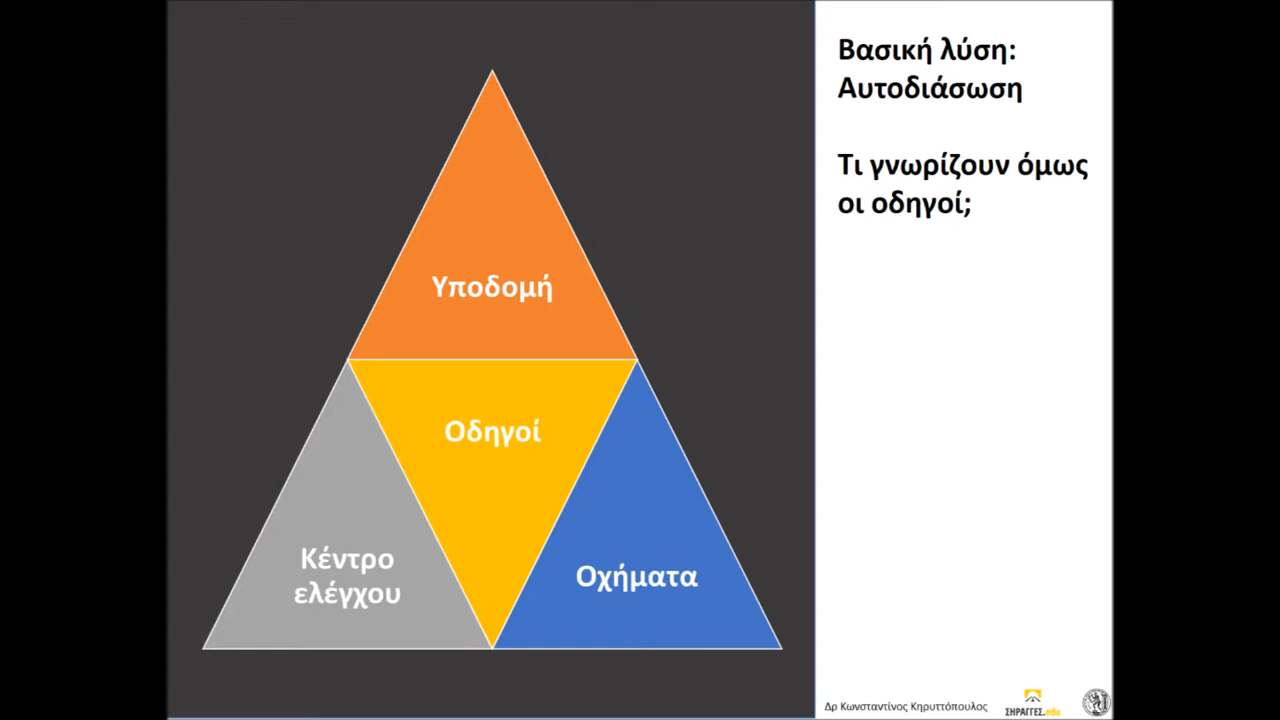 Βασική λύση:
Αυτοδιάσωση
Τι γνωρίζουν όμως
οι οδηγοί;
Υποδομή
Οδηγοί
Κέντρο
ελέγχου
Οχήματα
Δρ Κωνσταντίνος Κηρυττόπουλος
ΣΗΡΑΓΓΕΣ.edu